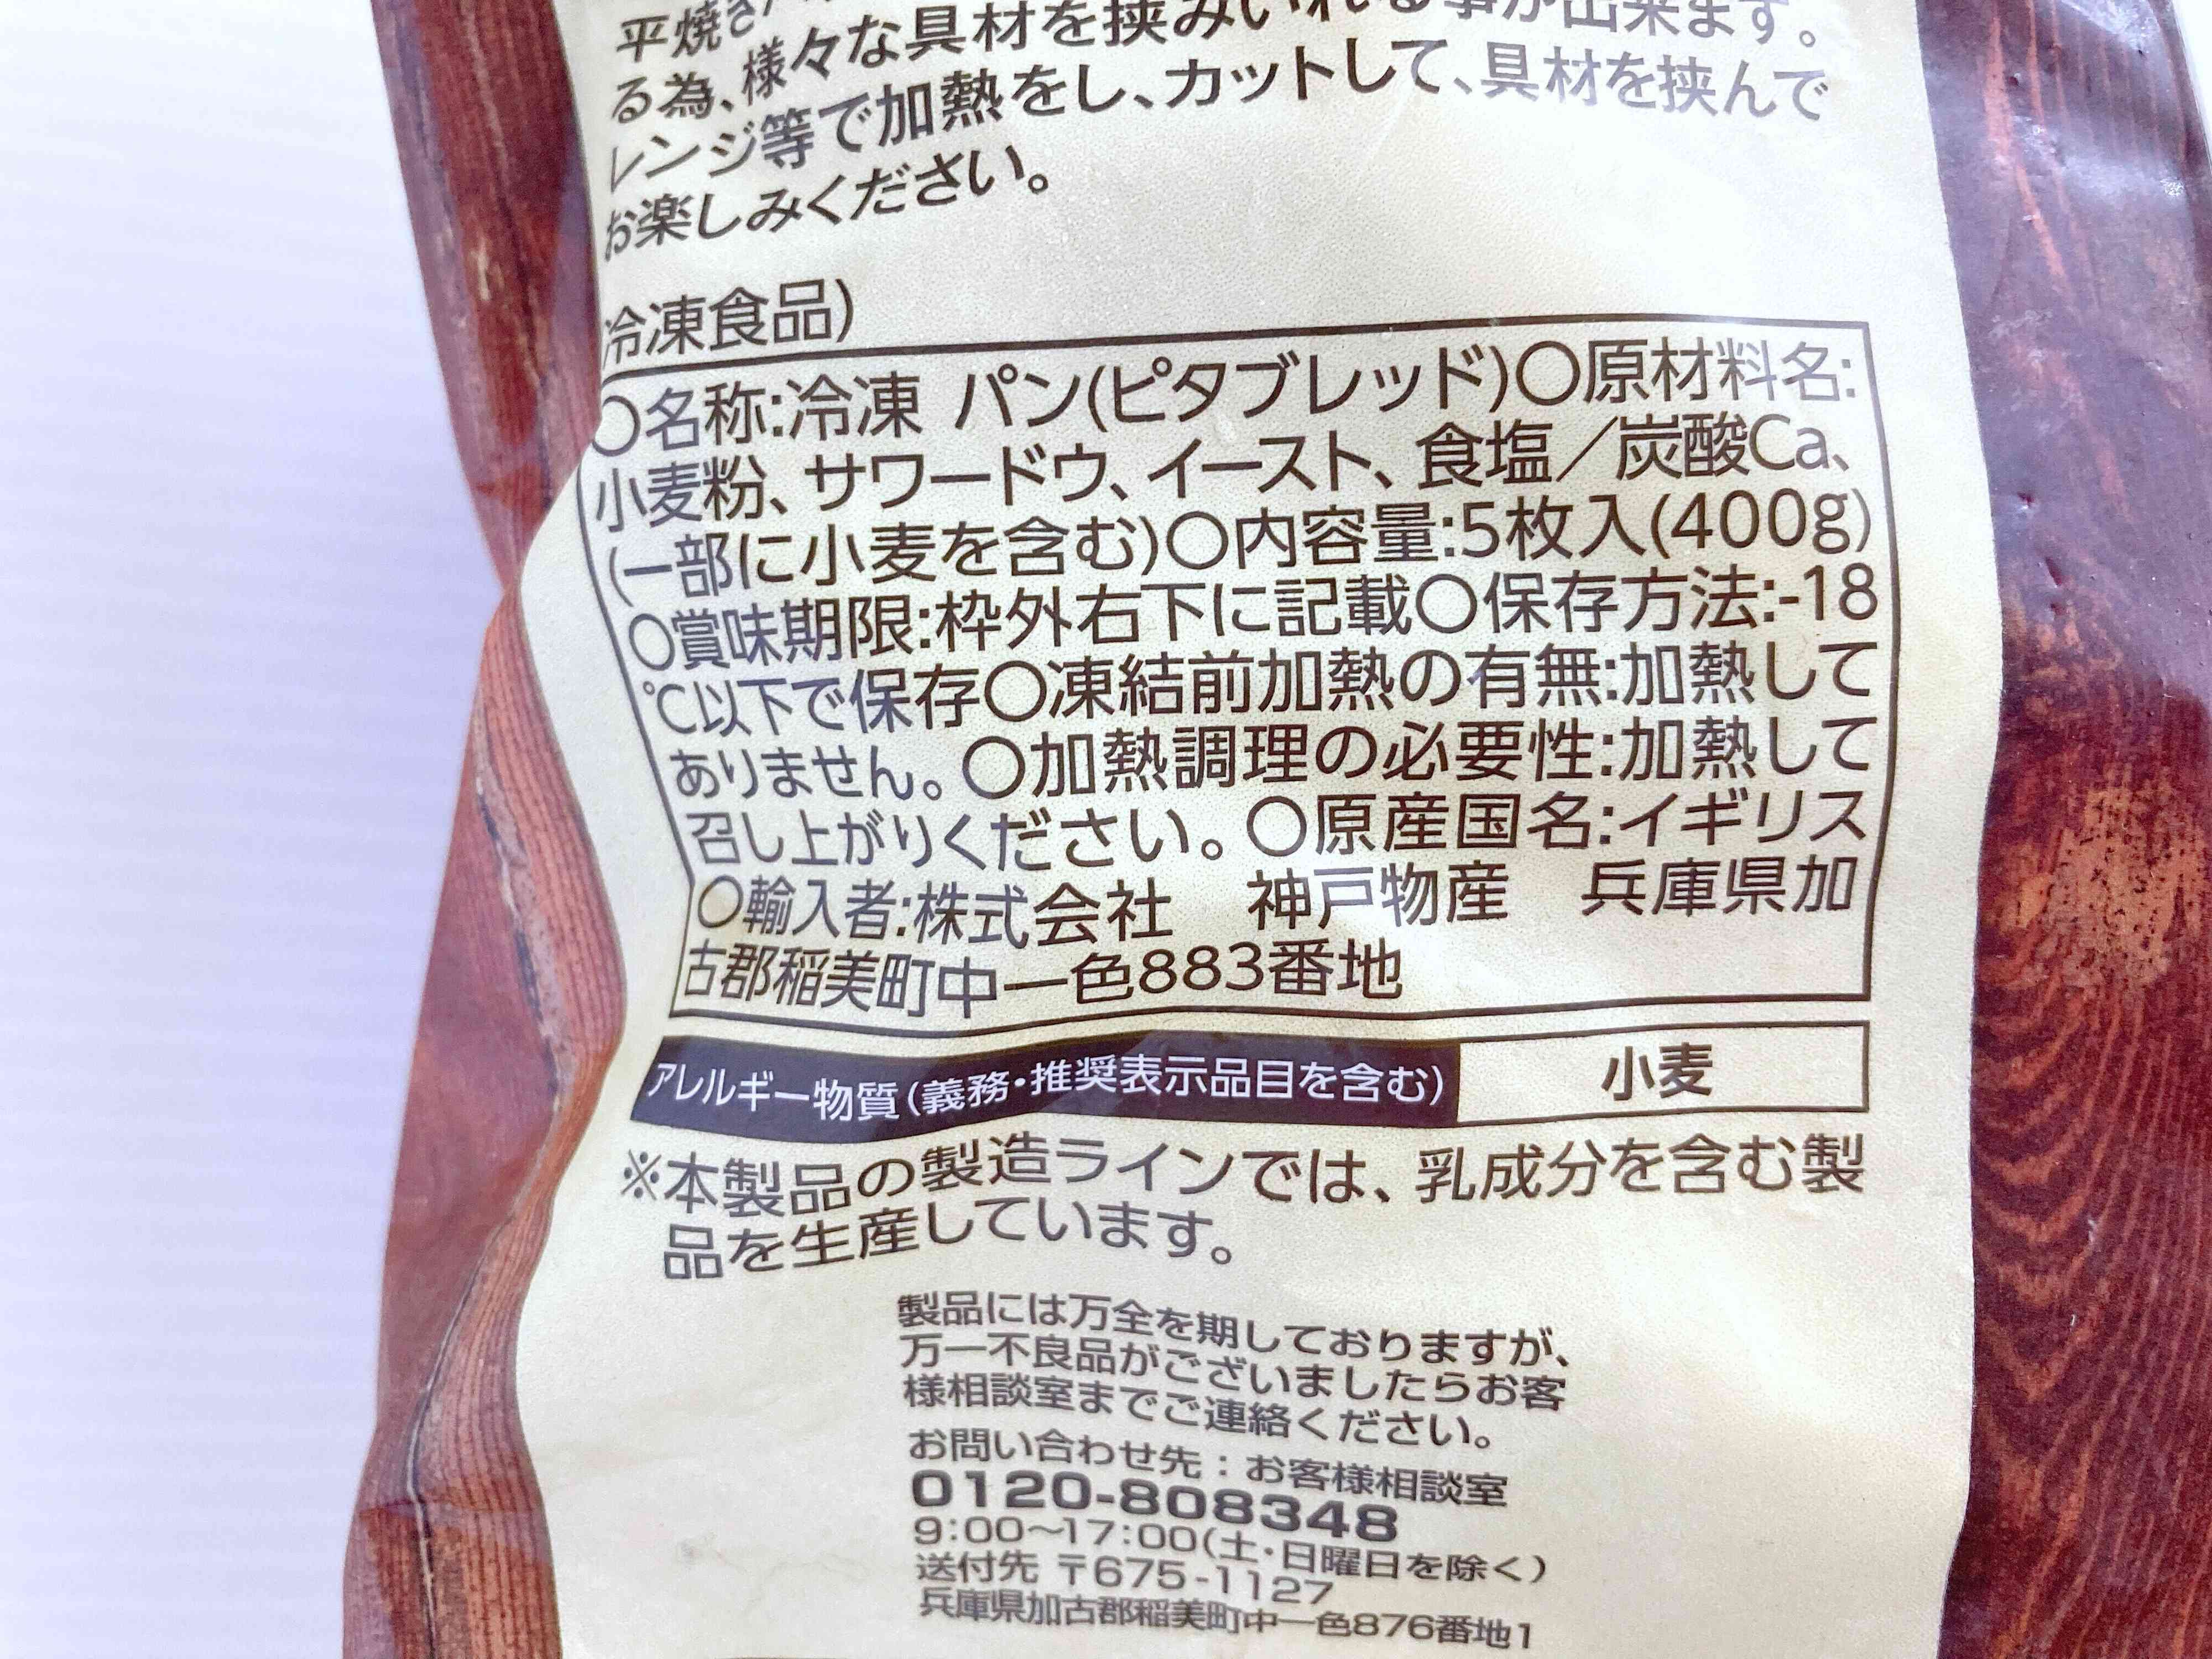 平焼き
る為、様々な具材を挟みいれる事が出来ます。
レンジ等で加熱をし、カットして、具材を挟んで
お楽しみください。
冷凍食品)
〇名称:冷凍 パン(ピタブレッド)〇原材料名:
小麦粉、サワードウ、イースト、食塩／炭酸Ca、
(一部に小麦を含む)〇内容量:5枚入(400g)
〇賞味期限:枠外右下に記載〇保存方法:-18
℃以下で保存〇凍結前加熱の有無:加熱して
ありません。〇加熱調理の必要性:加熱して
召し上がりください。〇原産国名:イギリス
〇輸入者:株式会社 神戸物産 兵庫県加
古郡稲美町中一色883番地
アレルギー物質(義務・推奨表示品目を含む) 小麦
※本製品の製造ラインでは、乳成分を含む製
品を生産しています。
製品には万全を期しておりますが、
万一不良品がございましたらお客
様相談室までご連絡ください。
お問い合わせ先：お客様相談室
0120-808348
9:00〜17:00(土・日曜日を除く)
送付先 〒675-1127
兵庫県加古郡稲美町中一色876番地1